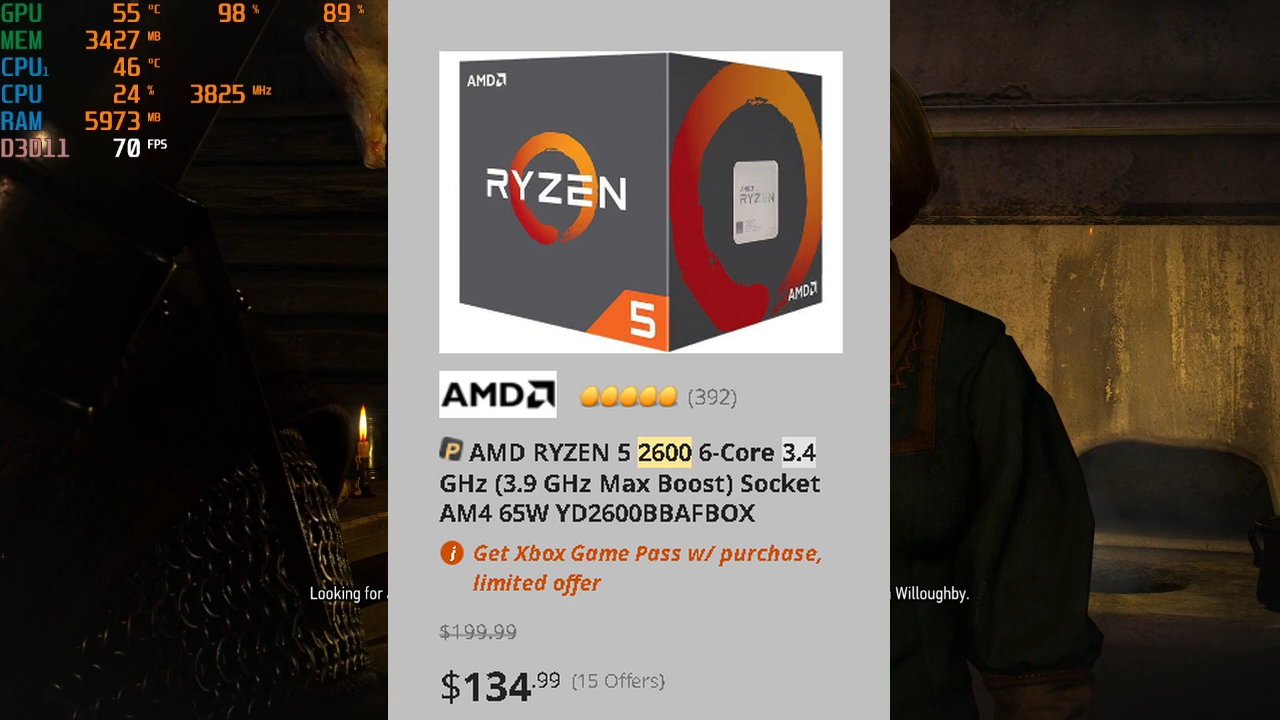 GPU 55 °C 98 % 89 %
MEM 3427 MB
CPU1 46 °C
CPU 24 % 3825 MHz
RAM 5973 MB
D3D11 70 FPS
AMD
RYZEN
AMD
RYZEN
AMD
5
AMD (392)
P AMD RYZEN 5 2600 6-Core 3.4
GHz (3.9 GHz Max Boost) Socket
AM4 65W YD2600BBAFBOX
i Get Xbox Game Pass w/ purchase,
limited offer
Looking for
Willoughby.
$199.99
$134.99 (15 Offers)